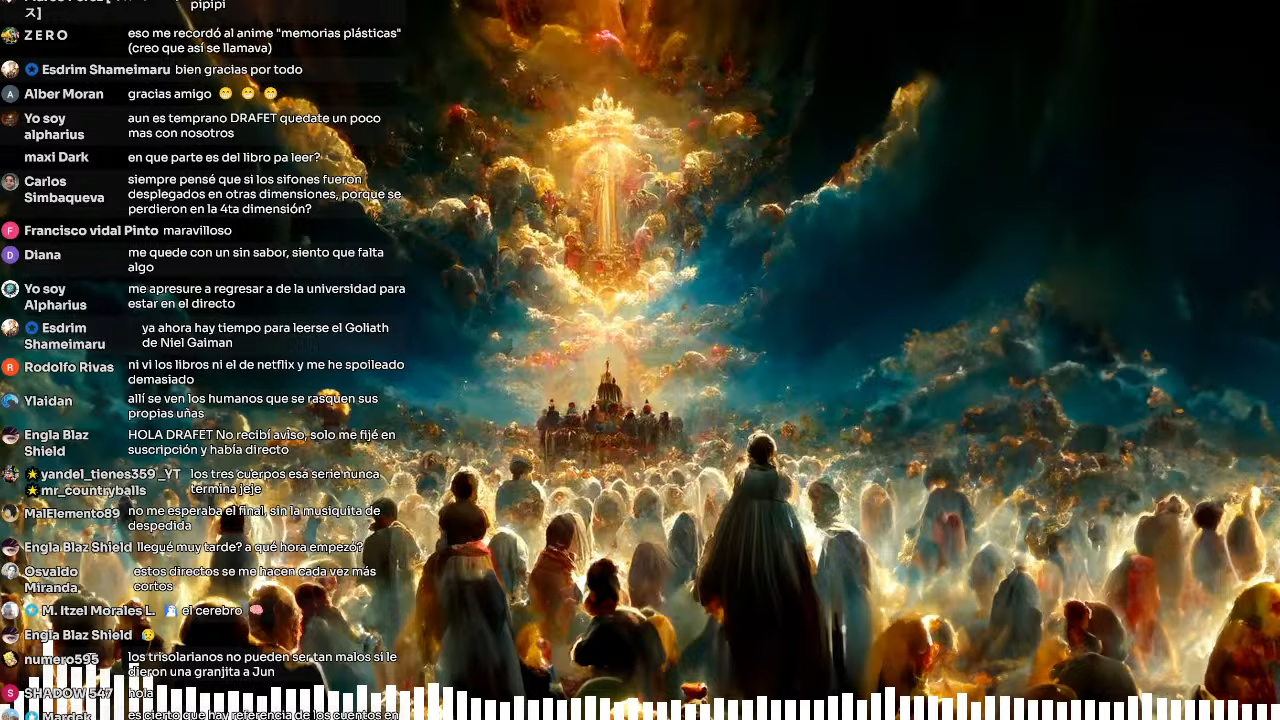 pipipi
ス]
ZERO eso me recordó al anime "memorias plásticas"
(creo que así se llamava)
Esdrim Shameimaru bien gracias por todo
Alber Moran gracias amigo 😁 😁 😁
Yo soy aun es temprano DRAFET quedate un poco
alpharius mas con nosotros
maxi Dark en que parte es del libro pa leer?
Carlos siempre pensé que si los sifones fueron
Simbaqueva desplegados en otras dimensiones, porque se
perdieron en la 4ta dimensión?
Francisco vidal Pinto maravilloso
Diana me quede con un sin sabor, siento que falta
algo
Yo soy me apresure a regresar a de la universidad para
Alpharius estar en el directo
Esdrim ya ahora hay tiempo para leerse el Goliath
Shameimaru de Niel Gaiman
Rodolfo Rivas ni vi los libros ni el de netflix y me he spoileado
demasiado
Ylaidan allí se ven los humanos que se rasquen sus
propias uñas
Engla Blaz HOLA DRAFET No recibí aviso, solo me fijé en
Shield suscripción y había directo
yandel_tienes359_YT los tres cuerpos esa serie nunca
mr_countryballs termina jeje
MalElemento89 no me esperaba el final, sin la musiquita de
despedida
Engla Blaz Shield llegué muy tarde? a qué hora empezó?
Osvaldo estos directos se me hacen cada vez más
Miranda, cortos
M. Itzel Morales L. el cerebro 🧠
Engla Blaz Shield 😥
numero595 los trisolarianos no pueden ser tan malos si le
dieron una granjita a Jun
SHADOW 547 hola
Mardek es cierto que hay referencia de los cuentos en